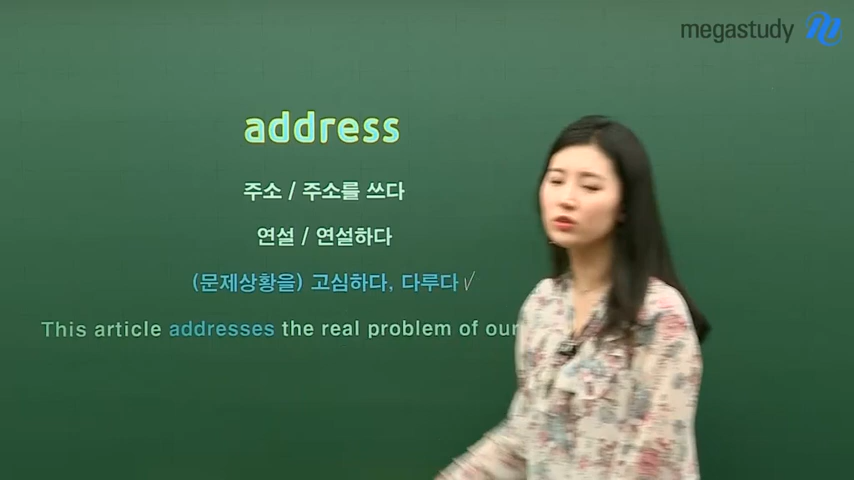 megastudy
address
주소 / 주소를 쓰다
연설 / 연설하다
(문제상황을) 고심하다, 다루다
This article addresses the real problem of our